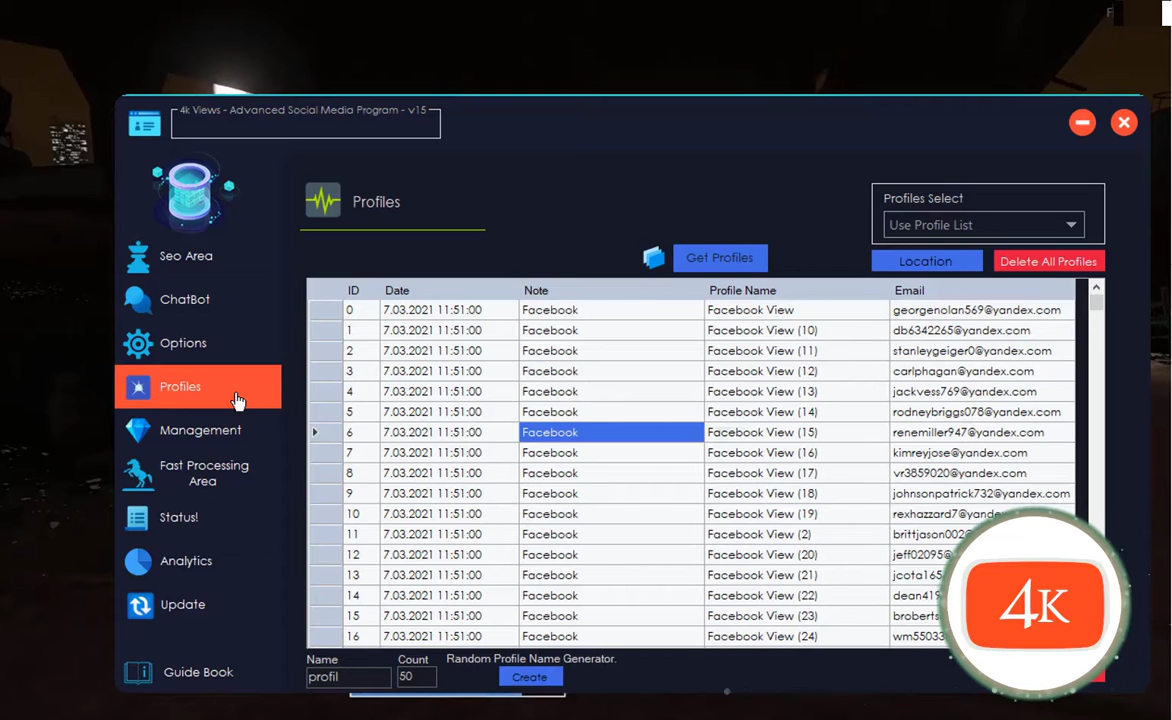 4k Views - Advanced Social Media Program - v15
Profiles
Profiles Select
Use Profile List
Get Profiles
Location
Delete All Profiles
Seo Area
ChatBot
Options
Profiles
Management
Fast Processing
Area
Status!
Analytics
Update
Guide Book
ID Date Note Profile Name Email
0 7.03.2021 11:51:00 Facebook Facebook View georgenolan569@yandex.com
1 7.03.2021 11:51:00 Facebook Facebook View (10) db6342265@yandex.com
2 7.03.2021 11:51:00 Facebook Facebook View (11) stanleygeiger0@yandex.com
3 7.03.2021 11:51:00 Facebook Facebook View (12) carlphagan@yandex.com
4 7.03.2021 11:51:00 Facebook Facebook View (13) jackvess769@yandex.com
5 7.03.2021 11:51:00 Facebook Facebook View (14) rodneybriggs078@yandex.com
6 7.03.2021 11:51:00 Facebook Facebook View (15) renemiller947@yandex.com
7 7.03.2021 11:51:00 Facebook Facebook View (16) kimreyjose@yandex.com
8 7.03.2021 11:51:00 Facebook Facebook View (17) vr3859020@yandex.com
9 7.03.2021 11:51:00 Facebook Facebook View (18) johnsonpatrick732@yandex.com
10 7.03.2021 11:51:00 Facebook Facebook View (19) rexhazzard7@yandex.com
11 7.03.2021 11:51:00 Facebook Facebook View (2) brittjason002@
12 7.03.2021 11:51:00 Facebook Facebook View (20) jeff02095@
13 7.03.2021 11:51:00 Facebook Facebook View (21) jcota165
14 7.03.2021 11:51:00 Facebook Facebook View (22) dean419
15 7.03.2021 11:51:00 Facebook Facebook View (23) broberts
16 7.03.2021 11:51:00 Facebook Facebook View (24) wm55033
Name Count Random Profile Name Generator.
profil 50 Create
4K